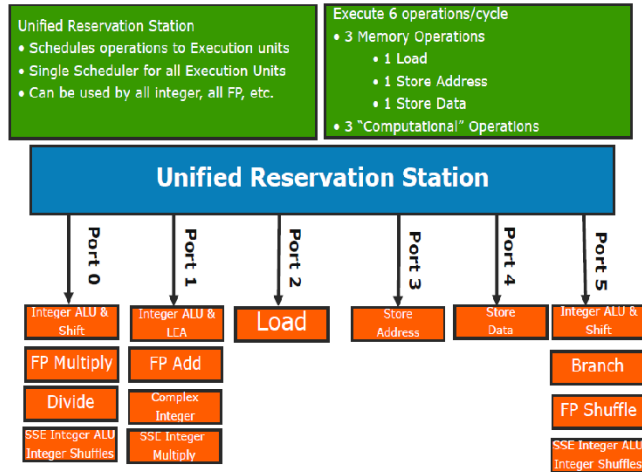 Unified Reservation Station
• Schedules operations to Execution units
• Single Scheduler for all Execution Units
• Can be used by all integer, all FP, etc.
Execute 6 operations/cycle
• 3 Memory Operations
• 1 Load
• 1 Store Address
• 1 Store Data
• 3 “Computational” Operations
Unified Reservation Station
Port 0
Port 1
Port 2
Port 3
Port 4
Port 5
Integer ALU &
Shift
FP Multiply
Divide
SSE Integer ALU
Integer Shuffles
Integer ALU &
LEA
FP Add
Complex
Integer
SSE Integer
Multiply
Load
Store
Address
Store
Data
Integer ALU &
Shift
Branch
FP Shuffle
SSE Integer ALU
Integer Shuffles